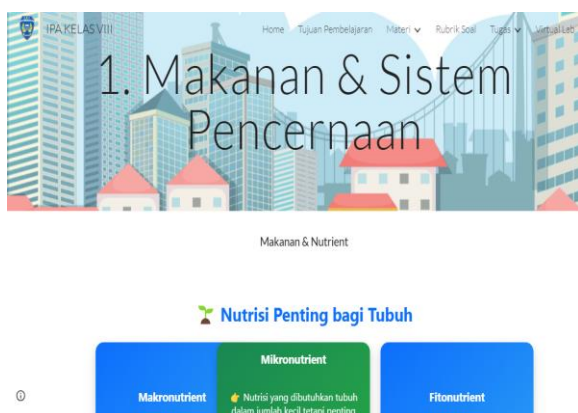 IPA KELAS VIII
Home Tujuan Pembelajaran Materi Rubrik Soal Tugas Virtual Lab
1. Makanan & Sistem
Pencernaan
Makanan & Nutrient
Nutrisi Penting bagi Tubuh
Makronutrient
Mikronutrient
Nutrisi yang dibutuhkan tubuh
dalam jumlah kecil tetapi penting
Fitonutrient